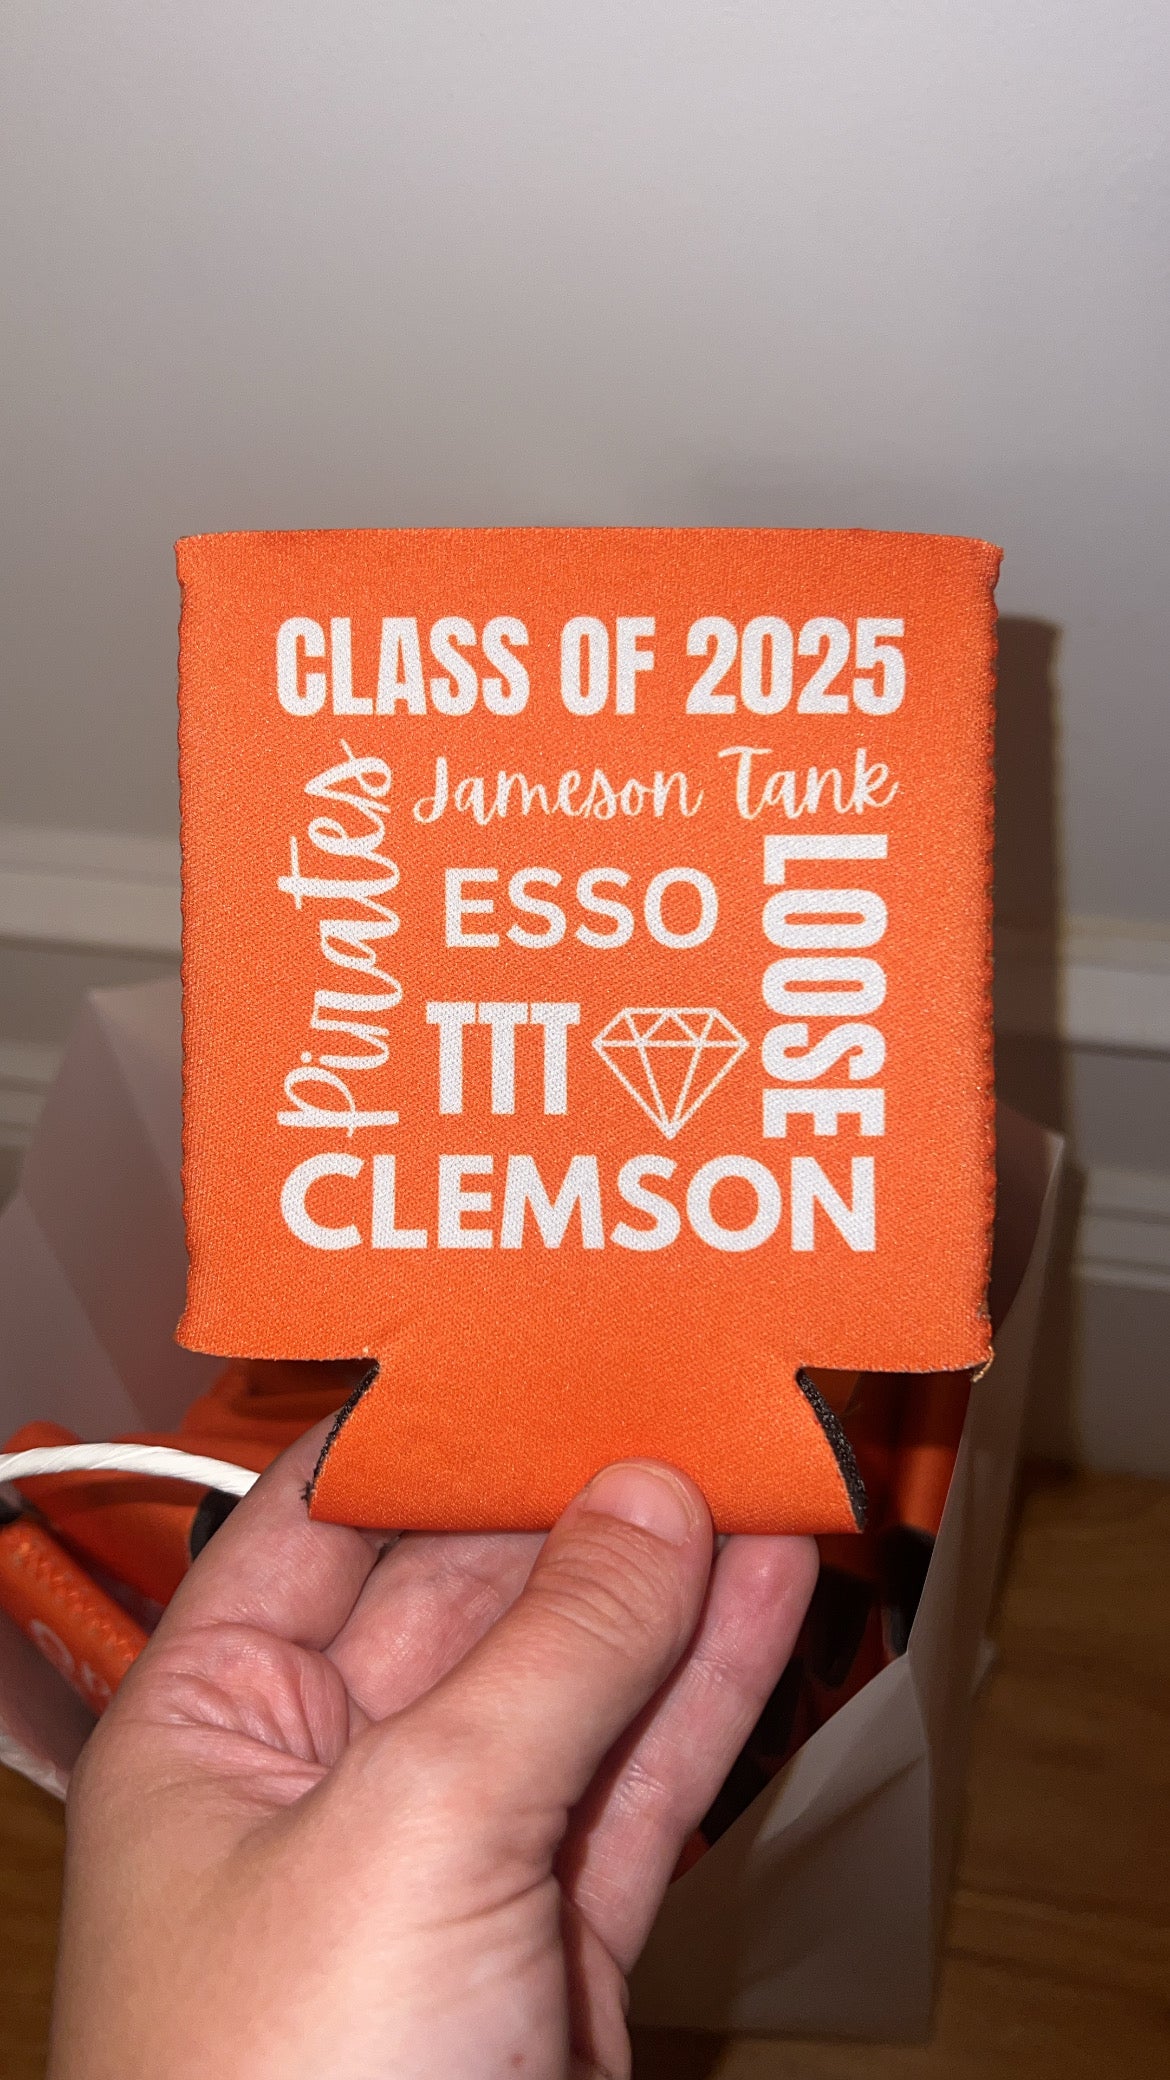 CLASS OF 2025
Pirates
Jameson Tank
ESSO
LOOSE
TTT
CLEMSON